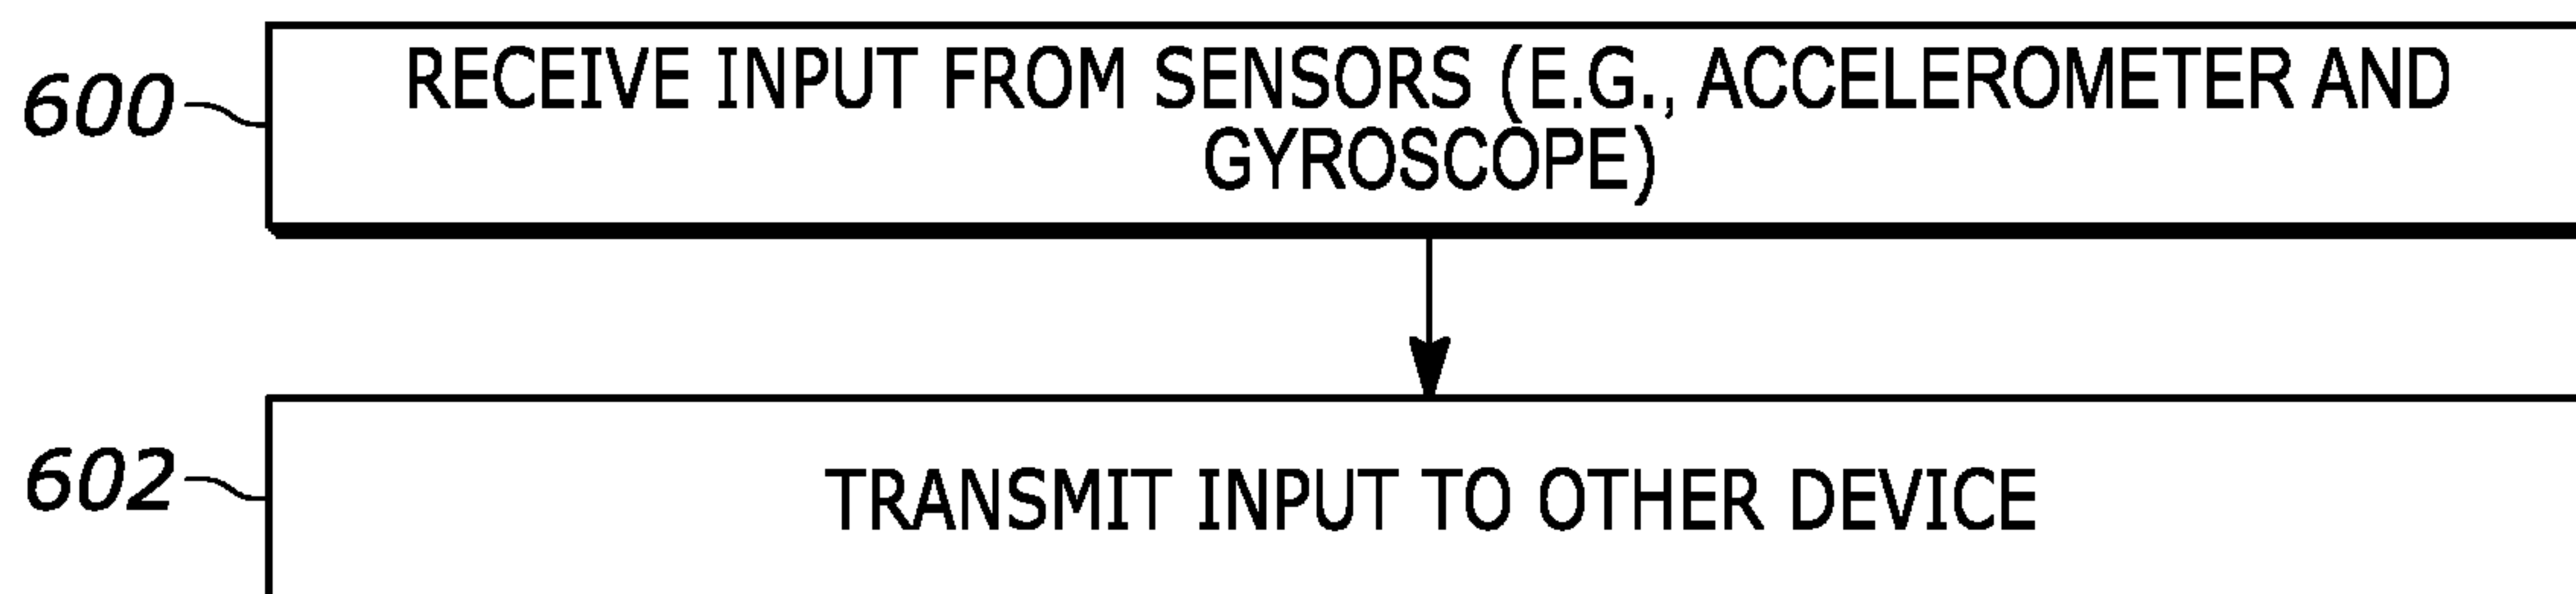 600
RECEIVE INPUT FROM SENSORS (E.G., ACCELEROMETER AND
GYROSCOPE)
602
TRANSMIT INPUT TO OTHER DEVICE